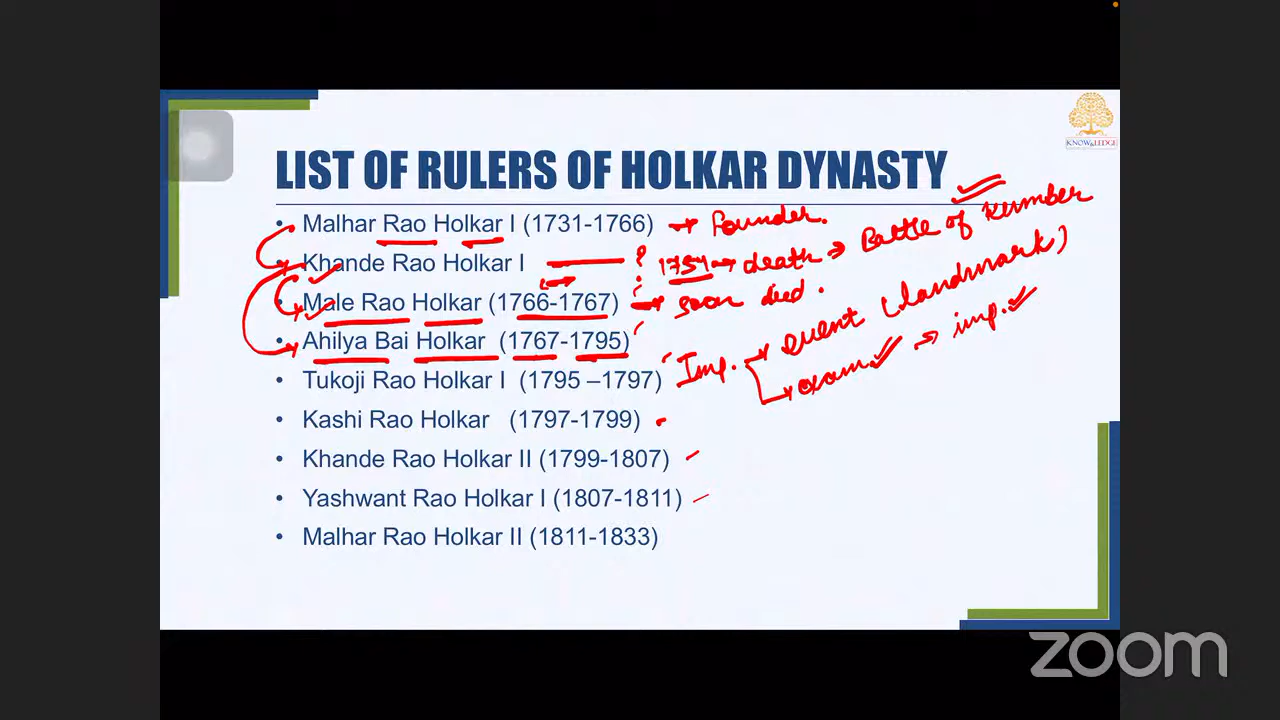 KNOWLEDGE
LIST OF RULERS OF HOLKAR DYNASTY
• Malhar Rao Holkar I (1731-1766) → Founder.
• Khande Rao Holkar I ? 1754 → death → Battle of Kumber
• Male Rao Holkar (1766-1767) → soon died.
• Ahilya Bai Holkar (1767-1795)
• Tukoji Rao Holkar I (1795 –1797) Imp. → event (landmark)
→ exam → imp.
• Kashi Rao Holkar (1797-1799)
• Khande Rao Holkar II (1799-1807)
• Yashwant Rao Holkar I (1807-1811)
• Malhar Rao Holkar II (1811-1833)
zoom